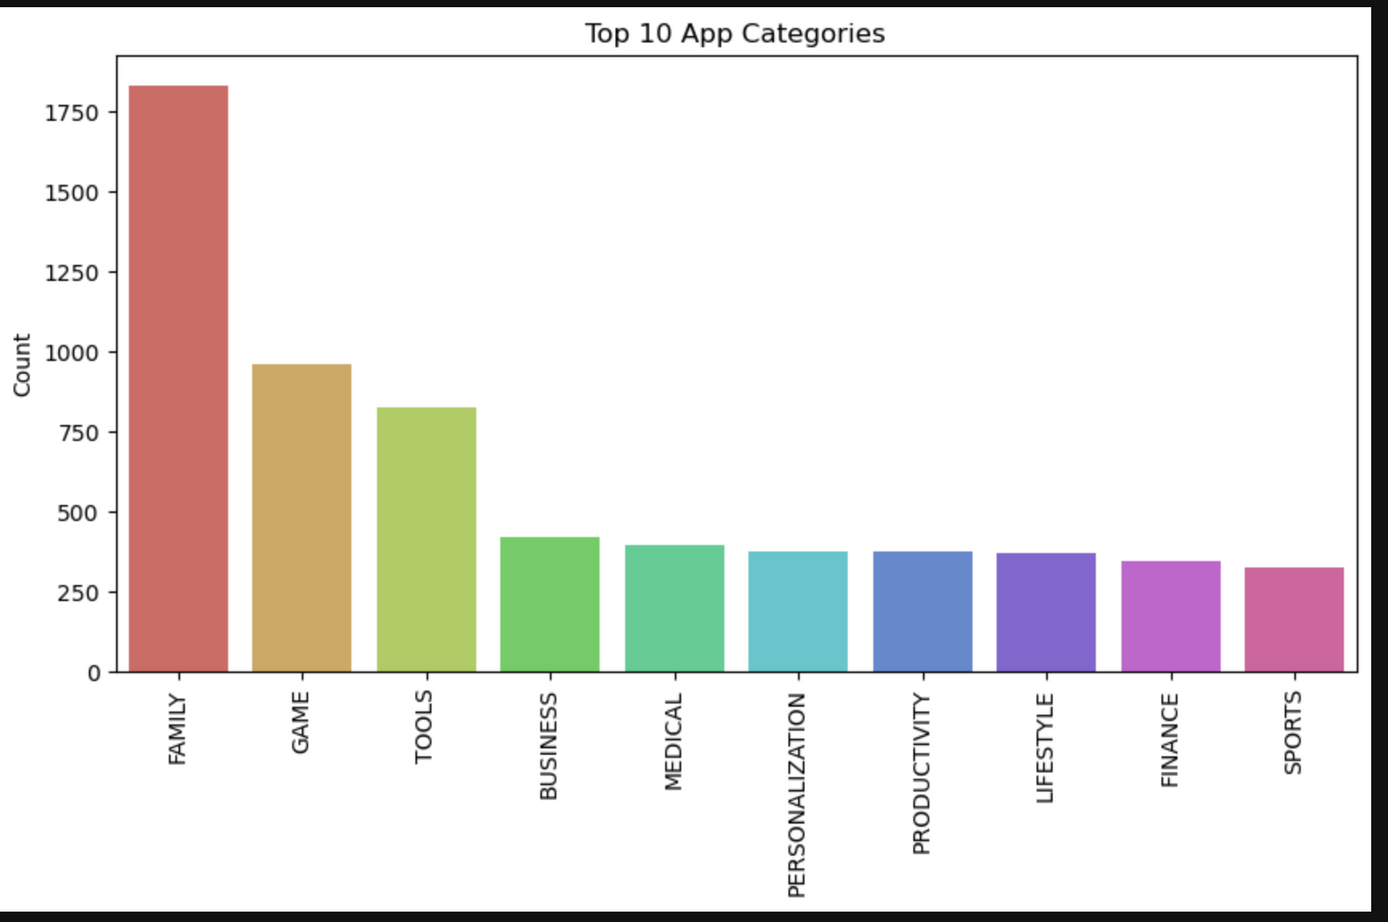 Top 10 App Categories
Count
1750
1500
1250
1000
750
500
250
0
FAMILY
GAME
TOOLS
BUSINESS
MEDICAL
PERSONALIZATION
PRODUCTIVITY
LIFESTYLE
FINANCE
SPORTS